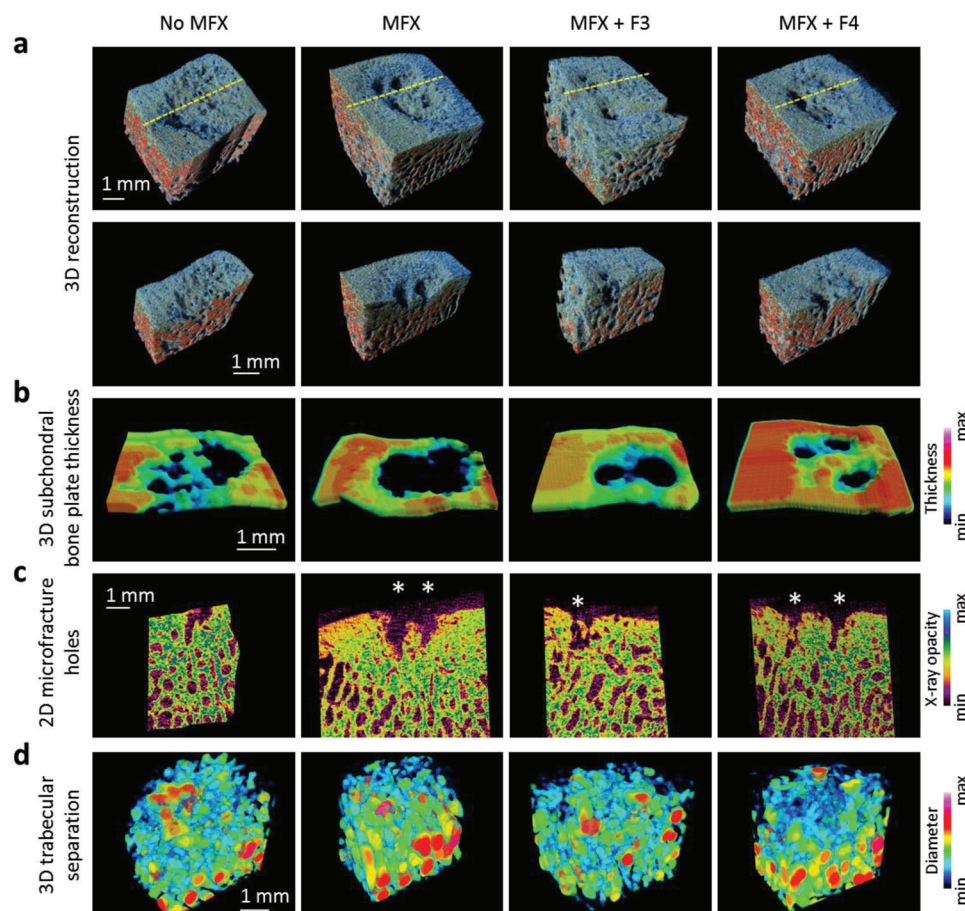 No MFX
MFX
MFX + F3
MFX + F4
a
3D reconstruction
1 mm
1 mm
b
3D subchondral
bone plate thickness
1 mm
Thickness
max
min
c
2D microfracture
holes
1 mm
* *
*
* *
X-ray opacity
max
min
d
3D trabecular
separation
1 mm
Diameter
max
min